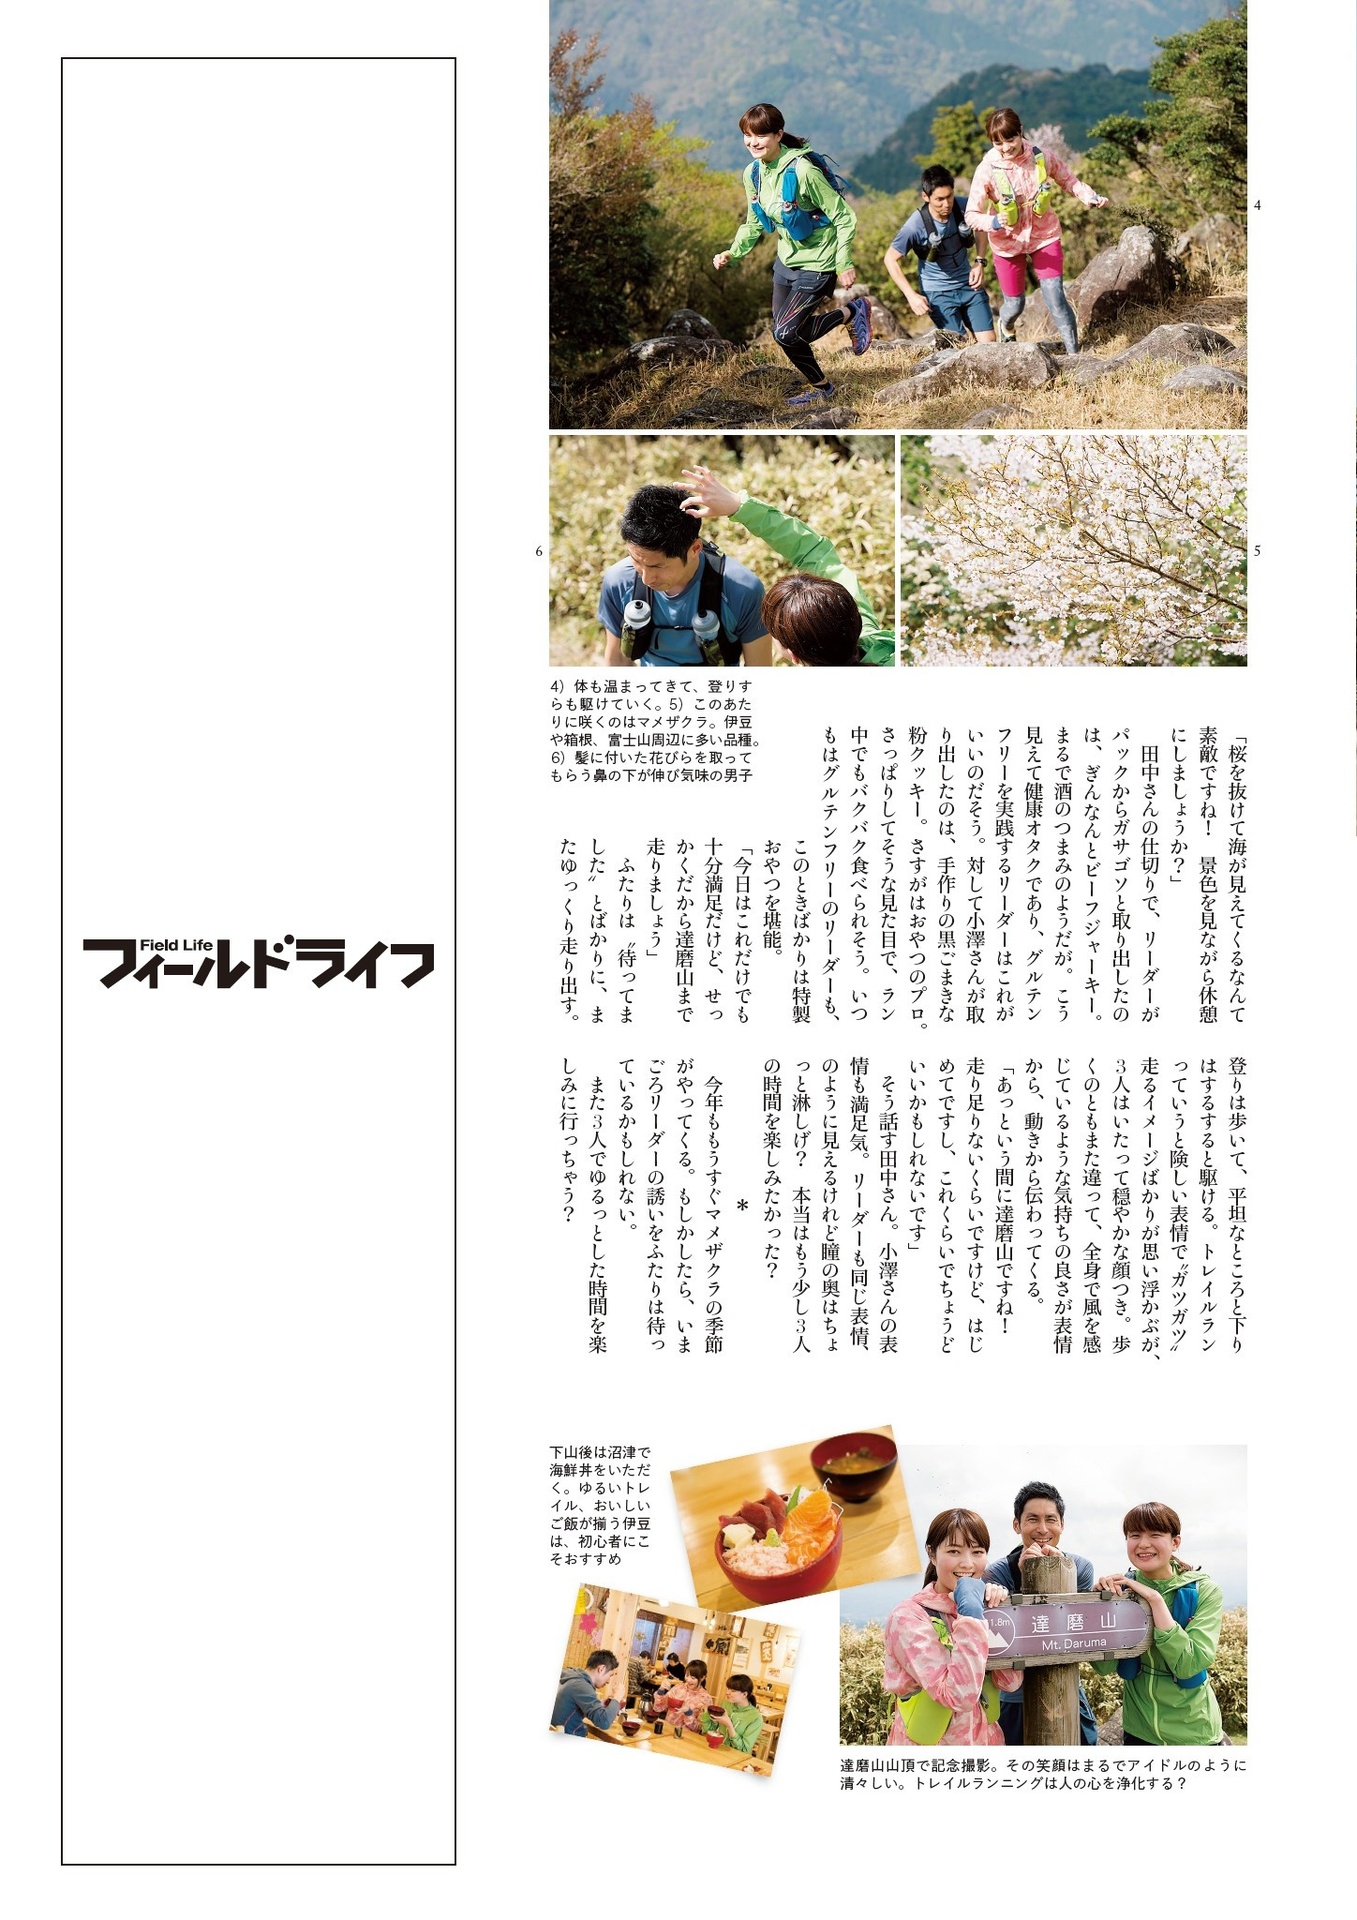 4
5
6
4）体も温まってきて、登りす
らも駆けていく。5）このあた
りに咲くのはマメザクラ。伊豆
や箱根、富士山周辺に多い品種。
6）髪に付いた花びらを取って
もらう鼻の下が伸び気味の男子
「桜を抜けて海が見えてくるなんて
素敵ですね！　景色を見ながら休憩
にしましょうか？」
　田中さんの仕切りで、リーダーが
パックからガサゴソと取り出したの
は、ぎんなんとビーフジャーキー。
まるで酒のつまみのようだが。こう
見えて健康オタクであり、グルテン
フリーを実践するリーダーはこれが
いいのだそう。対して小澤さんが取
り出したのは、手作りの黒ごまきな
粉クッキー。さすがはおやつのプロ。
さっぱりしてそうな見た目で、ラン
中でもバクバク食べられそう。いつ
もはグルテンフリーのリーダーも、
このときばかりは特製
おやつを堪能。
「今日はこれだけでも
十分満足だけど、せっ
かくだから達磨山まで
走りましょう」
　ふたりは〝待ってま
した〟とばかりに、ま
たゆっくり走り出す。
登りは歩いて、平坦なところと下り
はするすると駆ける。トレイルラン
っていうと険しい表情で〝ガツガツ〟
走るイメージばかりが思い浮かぶが、
3人はいたって穏やかな顔つき。歩
くのともまた違って、全身で風を感
じているような気持ちの良さが表情
から、動きから伝わってくる。
「あっという間に達磨山ですね！
走り足りないくらいですけど、はじ
めてですし、これくらいでちょうど
いいかもしれないです」
　そう話す田中さん。小澤さんの表
情も満足気。リーダーも同じ表情、
のように見えるけれど瞳の奥はちょ
っと淋しげ？　本当はもう少し3人
の時間を楽しみたかった？
＊
　今年ももうすぐマメザクラの季節
がやってくる。もしかしたら、いま
ごろリーダーの誘いをふたりは待っ
ているかもしれない。
　また3人でゆるっとした時間を楽
しみに行っちゃう？
下山後は沼津で
海鮮丼をいただ
く。ゆるいトレ
イル、おいしい
ご飯が揃う伊豆
は、初心者にこ
そおすすめ
1.8m
達磨山
Mt. Daruma
達磨山山頂で記念撮影。その笑顔はまるでアイドルのように
清々しい。トレイルランニングは人の心を浄化する？
Field Life
フィールドライフ